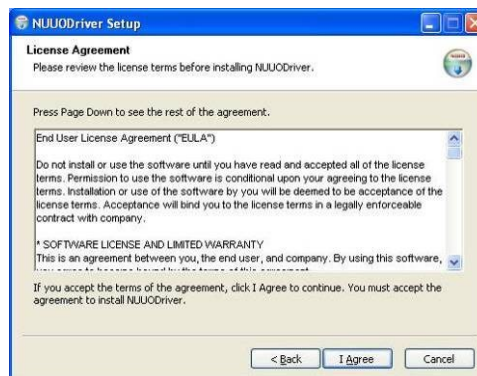 NUUODriver Setup
License Agreement
Please review the license terms before installing NUUODriver.
Press Page Down to see the rest of the agreement.
End User License Agreement ("EULA")
Do not install or use the software until you have read and accepted all of the license
terms. Permission to use the software is conditional upon your agreeing to the license
terms. Installation or use of the software by you will be deemed to be acceptance of the
license terms. Acceptance will bind you to the license terms in a legally enforceable
contract with company.
* SOFTWARE LICENSE AND LIMITED WARRANTY
This is an agreement between you, the end user, and company. By using this software,
If you accept the terms of the agreement, click I Agree to continue. You must accept the
agreement to install NUUODriver.
< Back
I Agree
Cancel